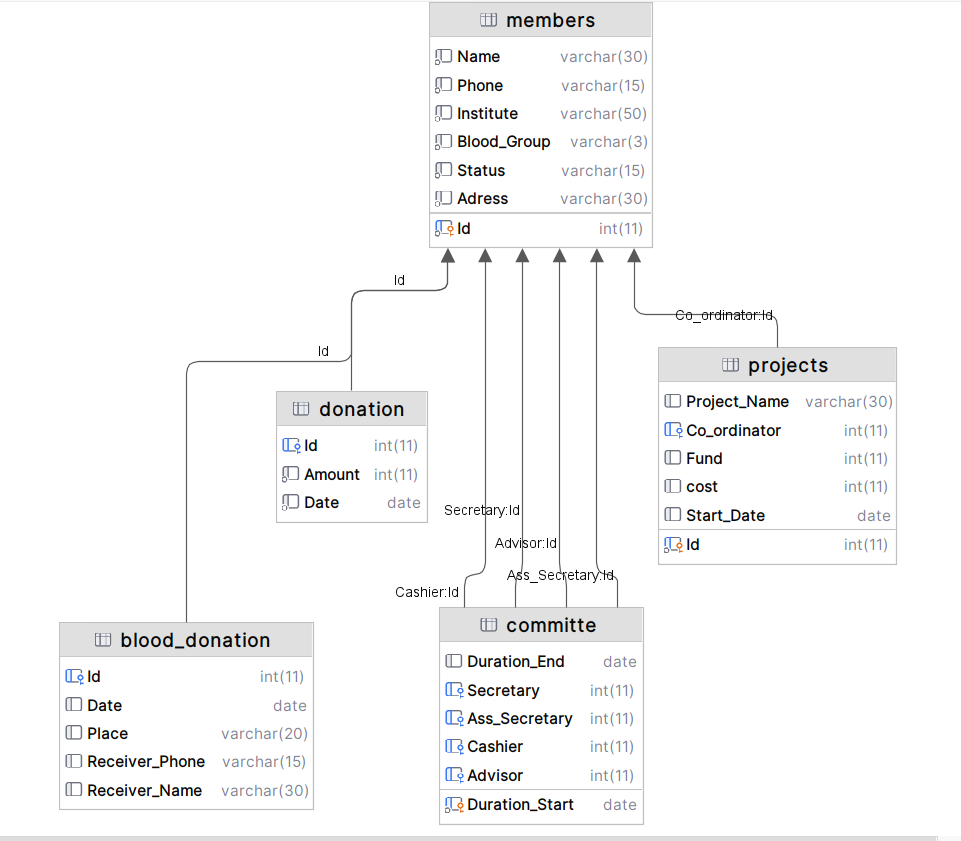 members
Name varchar(30)
Phone varchar(15)
Institute varchar(50)
Blood_Group varchar(3)
Status varchar(15)
Adress varchar(30)
Id int(11)
Id
Co_ordinator:Id
Id
projects
Project_Name varchar(30)
Co_ordinator int(11)
Fund int(11)
cost int(11)
Start_Date date
Id int(11)
donation
Id int(11)
Amount int(11)
Date date
Secretary:Id
Advisor:Id
Ass_Secretary:Id
Cashier:Id
blood_donation
Id int(11)
Date date
Place varchar(20)
Receiver_Phone varchar(15)
Receiver_Name varchar(30)
committe
Duration_End date
Secretary int(11)
Ass_Secretary int(11)
Cashier int(11)
Advisor int(11)
Duration_Start date